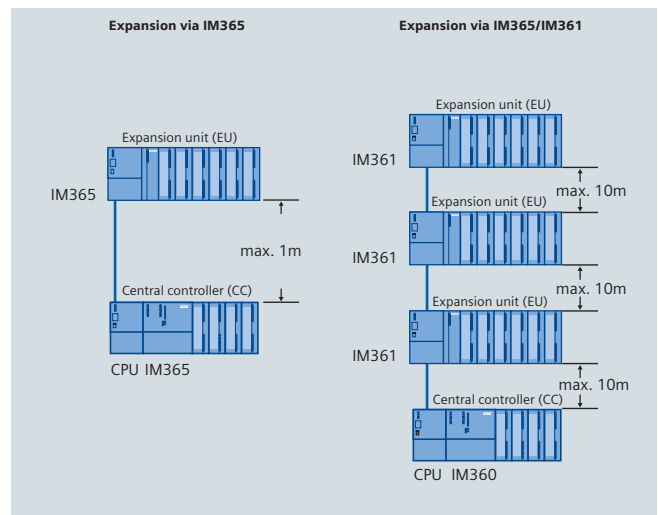 Expansion via IM365
Expansion unit (EU)
IM365
max. 1m
Central controller (CC)
CPU IM365
Expansion via IM365/IM361
Expansion unit (EU)
IM361
max. 10m
Expansion unit (EU)
IM361
max. 10m
Expansion unit (EU)
IM361
max. 10m
Central controller (CC)
CPU IM360